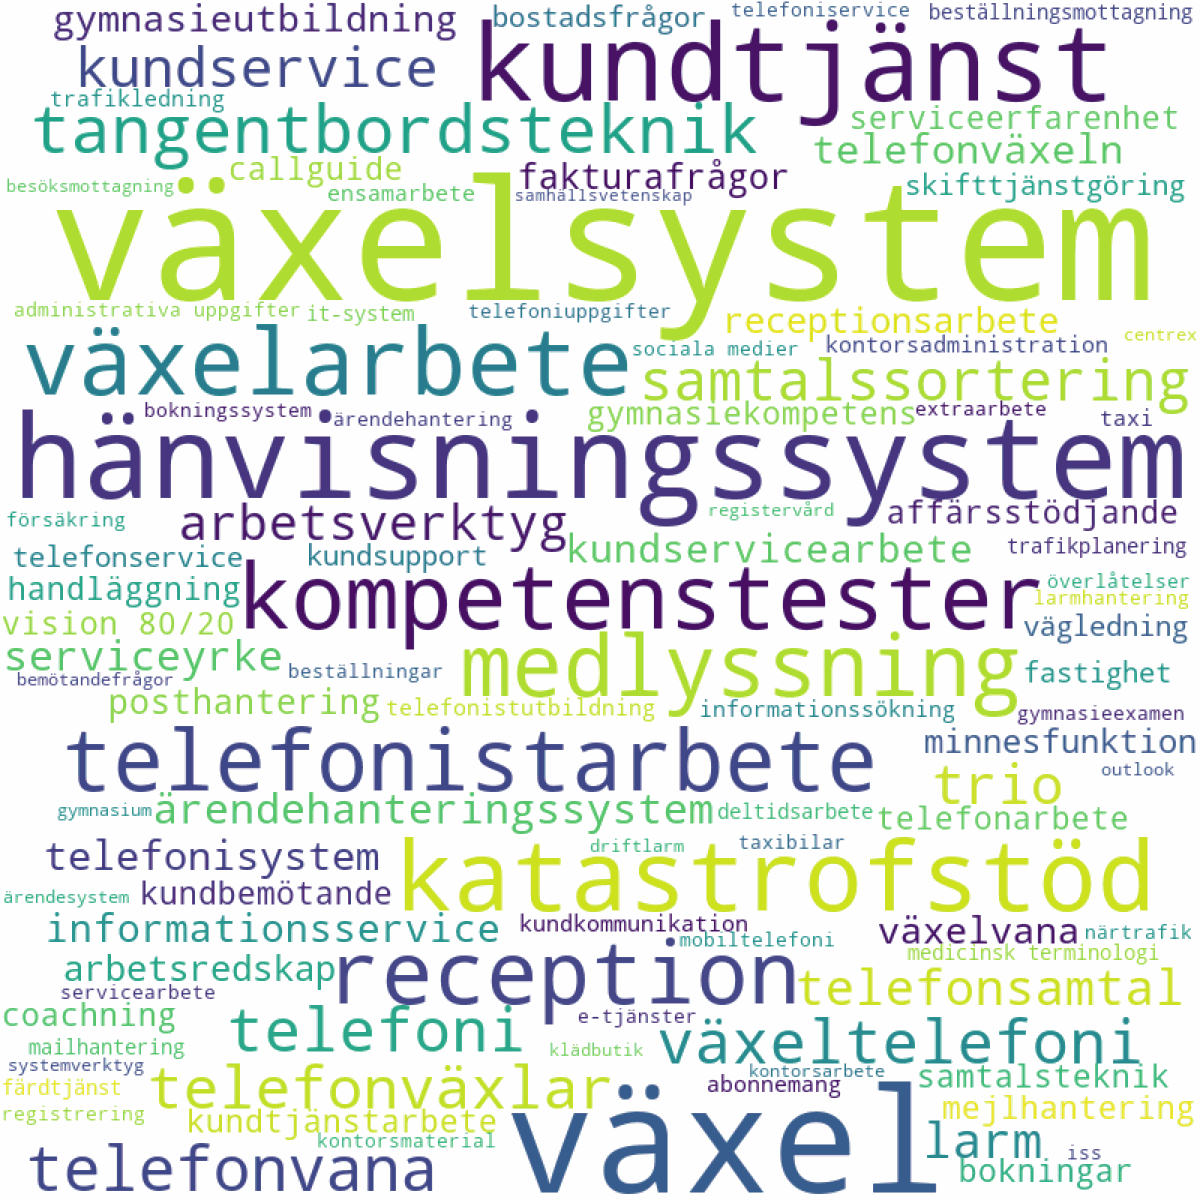 gymnasieutbildning bostadsfrågor telefoniservice beställningsmottagning
kundservice kundtjänst
trafikledning
tangentbordsteknik serviceerfarenhet
telefonväxeln
callguide fakturafrågor
besöksmottagning ensamarbete samhällsvetenskap skifttjänstgöring
växelsystem
administrativa uppgifter it-system telefoniuppgifter receptionsarbete centrex
växelarbete sociala medier kontorsadministration
samtalssortering
bokningssystem ärendehantering gymnasiekompetens extraarbete taxi
hänvisningssystem
försäkring arbetsverktyg registervård affärsstödjande
telefonservice kundsupport kundservicearbete trafikplanering
handläggning kompetenstester överlåtelser
larmhantering
vision 80/20 vägledning
serviceyrke medlyssning
bemötandefrågor beställningar fastighet
posthantering telefonistutbildning informationssökning gymnasieexamen
telefonistarbete minnesfunktion
trio outlook
gymnasium ärendehanteringssystem deltidsarbete telefonarbete
telefonisystem driftlarm taxibilar
katastrofstöd
ärendesystem kundbemötande
informationsservice kundkommunikation växelvana närtrafik
mobiltelefoni medicinsk terminologi
arbetsredskap reception telefonsamtal
servicearbete
coachning telefoni e-tjänster växeltelefoni
mailhantering klädbutik
systemverktyg kontorsarbete samtalsteknik
färdtjänst telefonväxlar abonnemang
registrering kundtjänstarbete växel mejlhantering
kontorsmaterial larm iss
telefonvana bokningar